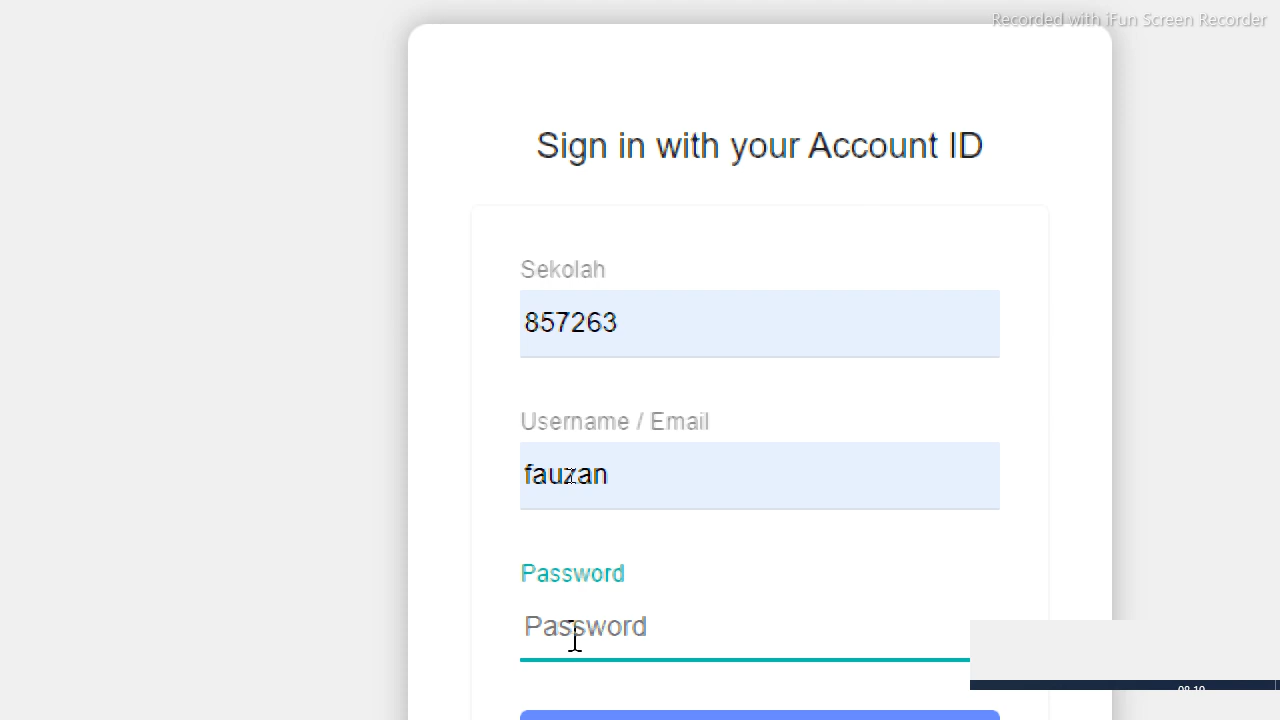 Recorded with iFun Screen Recorder
Sign in with your Account ID
Sekolah
857263
Username / Email
fauzan
Password
Password